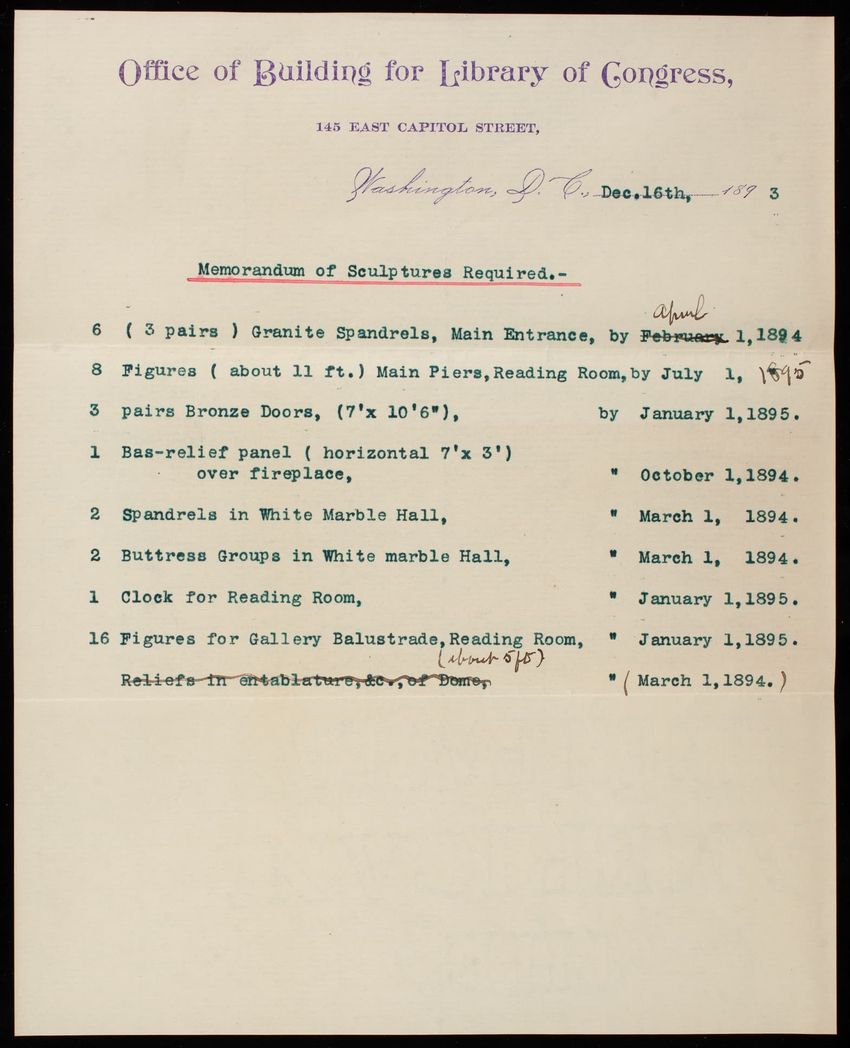 Office of Building for Library of Congress,
145 EAST CAPITOL STREET,
Washington, D. C., Dec.16th, 189 3
Memorandum of Sculptures Required.-
April
6 ( 3 pairs ) Granite Spandrels, Main Entrance, by February 1,1894
8 Figures ( about 11 ft.) Main Piers,Reading Room,by July 1, 1895
3 pairs Bronze Doors, (7'x 10'6"), by January 1,1895.
1 Bas-relief panel ( horizontal 7'x 3')
over fireplace, " October 1,1894.
2 Spandrels in White Marble Hall, " March 1, 1894.
2 Buttress Groups in White marble Hall, " March 1, 1894.
1 Clock for Reading Room, " January 1,1895.
16 Figures for Gallery Balustrade,Reading Room, " January 1,1895.
(about 5f5)
Reliefs in entablature,&c.,of Dome, " ( March 1,1894. )